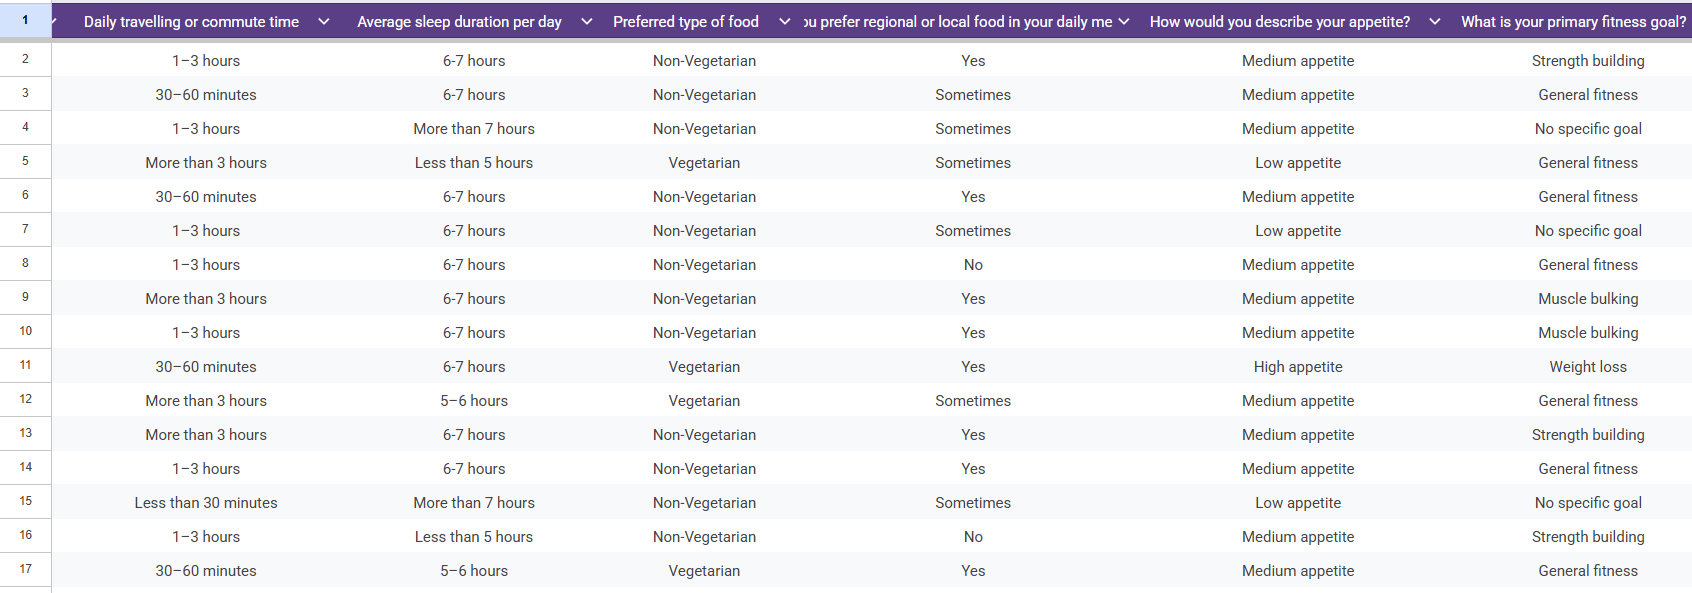 1 Daily travelling or commute time Average sleep duration per day Preferred type of food ou prefer regional or local food in your daily me How would you describe your appetite? What is your primary fitness goal?
2 1–3 hours 6-7 hours Non-Vegetarian Yes Medium appetite Strength building
3 30–60 minutes 6-7 hours Non-Vegetarian Sometimes Medium appetite General fitness
4 1–3 hours More than 7 hours Non-Vegetarian Sometimes Medium appetite No specific goal
5 More than 3 hours Less than 5 hours Vegetarian Sometimes Low appetite General fitness
6 30–60 minutes 6-7 hours Non-Vegetarian Yes Medium appetite General fitness
7 1–3 hours 6-7 hours Non-Vegetarian Sometimes Low appetite No specific goal
8 1–3 hours 6-7 hours Non-Vegetarian No Medium appetite General fitness
9 More than 3 hours 6-7 hours Non-Vegetarian Yes Medium appetite Muscle bulking
10 1–3 hours 6-7 hours Non-Vegetarian Yes Medium appetite Muscle bulking
11 30–60 minutes 6-7 hours Vegetarian Yes High appetite Weight loss
12 More than 3 hours 5–6 hours Vegetarian Sometimes Medium appetite General fitness
13 More than 3 hours 6-7 hours Non-Vegetarian Yes Medium appetite Strength building
14 1–3 hours 6-7 hours Non-Vegetarian Yes Medium appetite General fitness
15 Less than 30 minutes More than 7 hours Non-Vegetarian Sometimes Low appetite No specific goal
16 1–3 hours Less than 5 hours Non-Vegetarian No Medium appetite Strength building
17 30–60 minutes 5–6 hours Vegetarian Yes Medium appetite General fitness